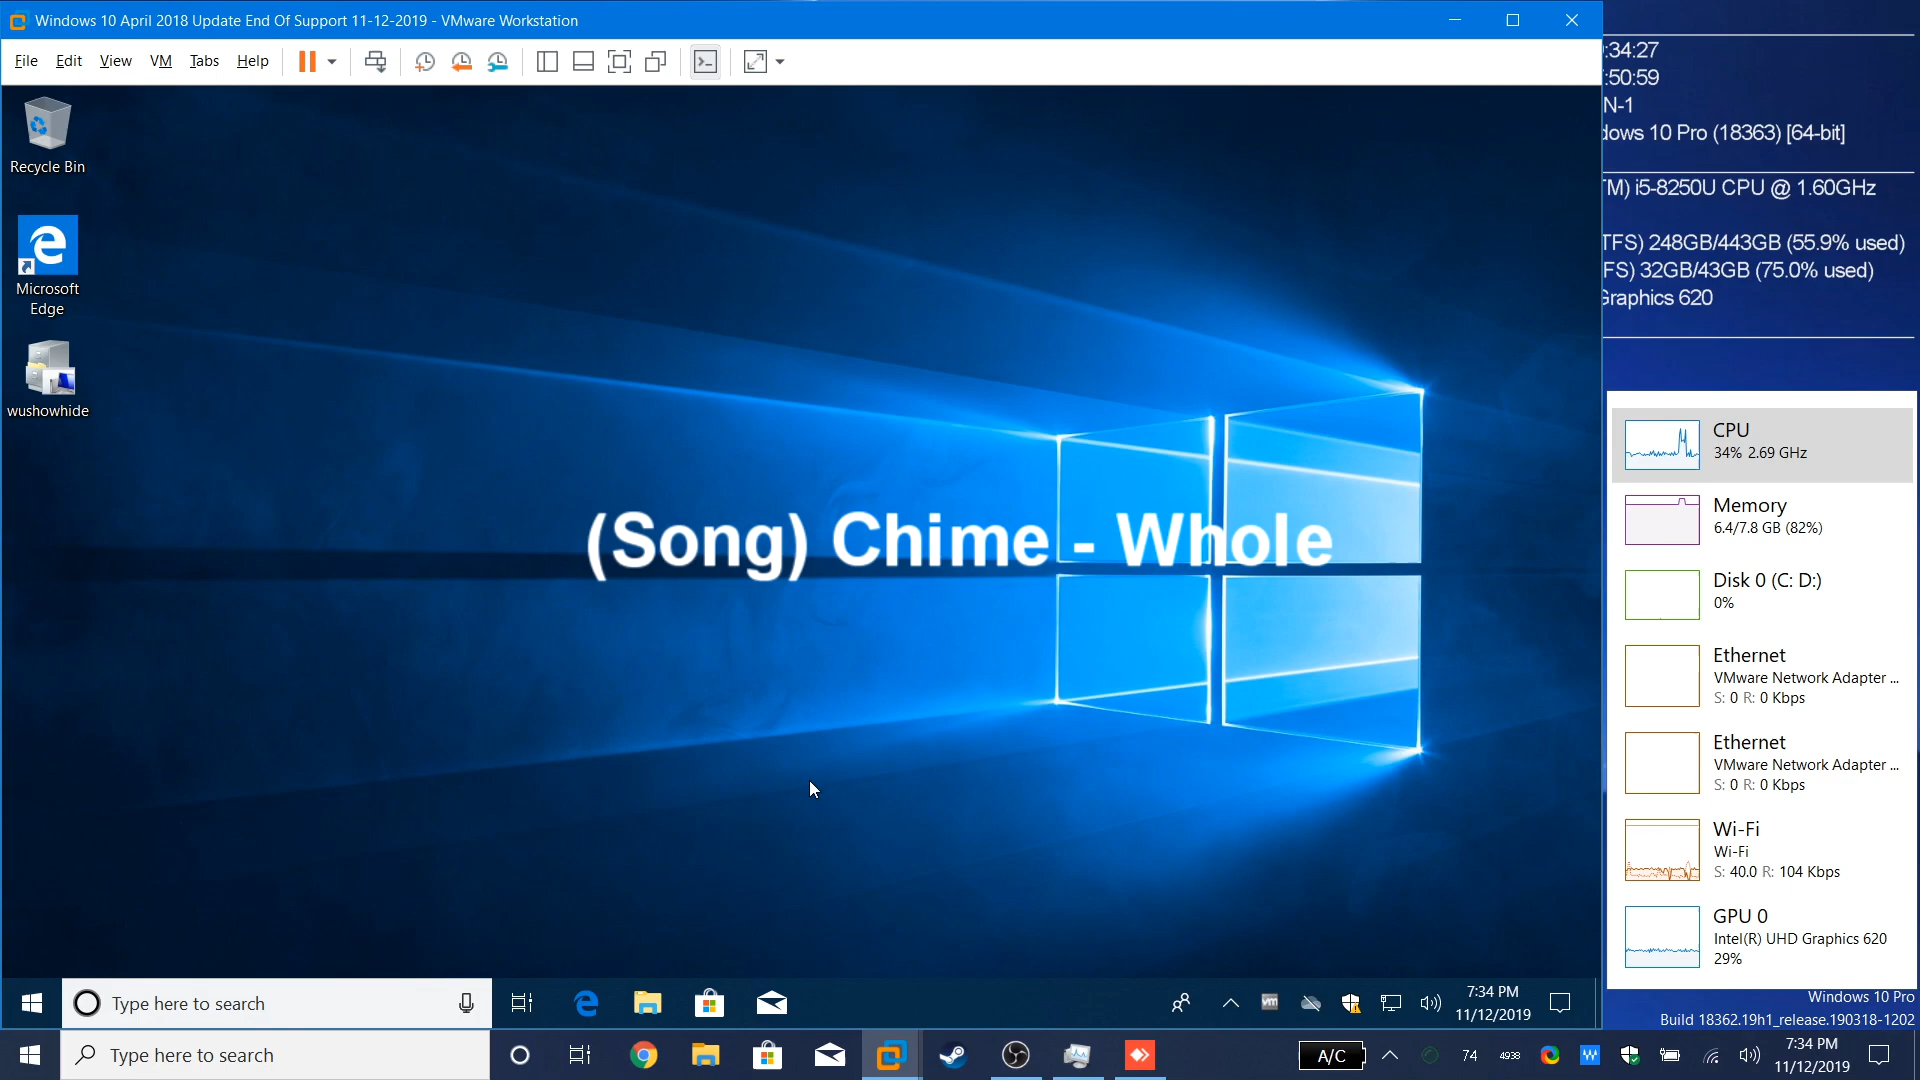 Windows 10 April 2018 Update End Of Support 11-12-2019 - VMware Workstation
File Edit View VM Tabs Help
Recycle Bin
Microsoft
Edge
wushowhide
(Song) Chime - Whole
:34:27
:50:59
N-1
dows 10 Pro (18363) [64-bit]
TM) i5-8250U CPU @ 1.60GHz
TFS) 248GB/443GB (55.9% used)
FS) 32GB/43GB (75.0% used)
Graphics 620
CPU
34% 2.69 GHz
Memory
6.4/7.8 GB (82%)
Disk 0 (C: D:)
0%
Ethernet
VMware Network Adapter ...
S: 0 R: 0 Kbps
Ethernet
VMware Network Adapter ...
S: 0 R: 0 Kbps
Wi-Fi
Wi-Fi
S: 40.0 R: 104 Kbps
GPU 0
Intel(R) UHD Graphics 620
29%
Windows 10 Pro
Build 18362.19h1_release.190318-1202
Type here to search
vm
7:34 PM
11/12/2019
Type here to search
A/C
74
4938
7:34 PM
11/12/2019